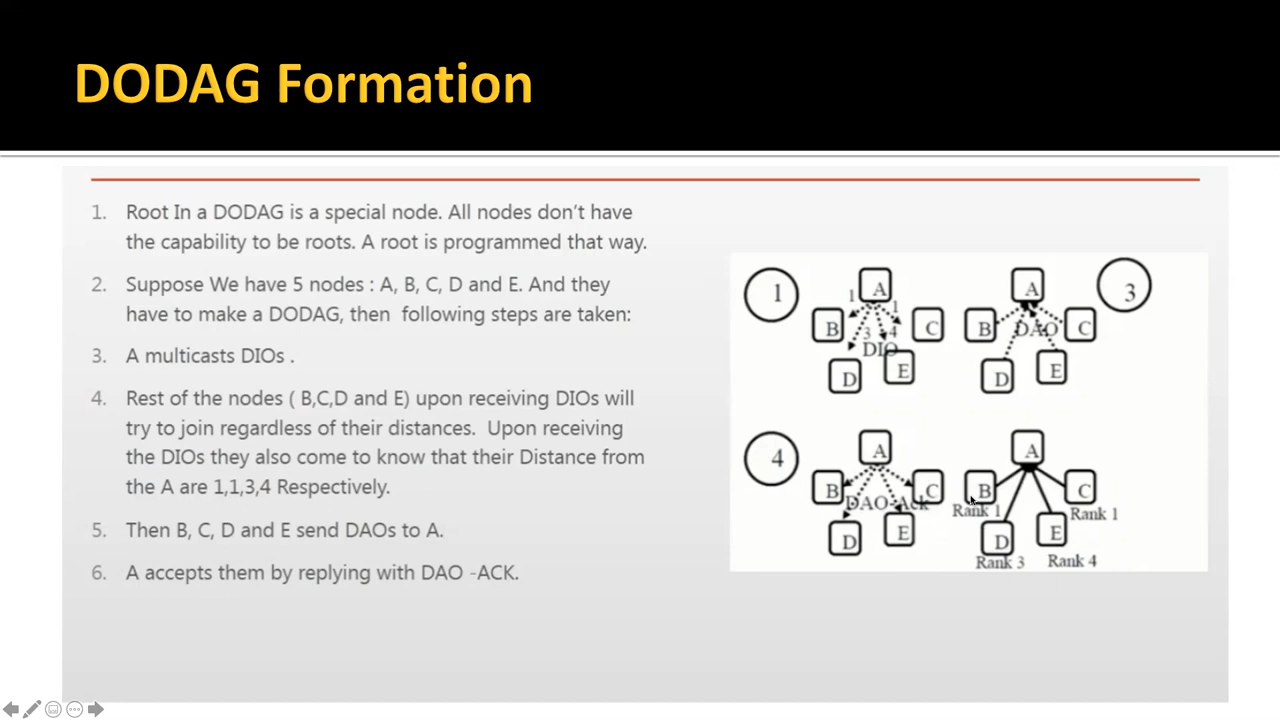 DODAG Formation
1. Root In a DODAG is a special node. All nodes don't have
the capability to be roots. A root is programmed that way.
2. Suppose We have 5 nodes : A, B, C, D and E. And they
have to make a DODAG, then following steps are taken:
3. A multicasts DIOs .
4. Rest of the nodes ( B,C,D and E) upon receiving DIOs will
try to join regardless of their distances. Upon receiving
the DIOs they also come to know that their Distance from
the A are 1,1,3,4 Respectively.
5. Then B, C, D and E send DAOs to A.
6. A accepts them by replying with DAO -ACK.
1
A
1
1
B
C
3
4
DIO
D
E
3
A
B
DAO
C
D
E
4
A
B
C
DAO-Ack
D
E
A
B
C
Rank 1
Rank 1
D
E
Rank 3
Rank 4